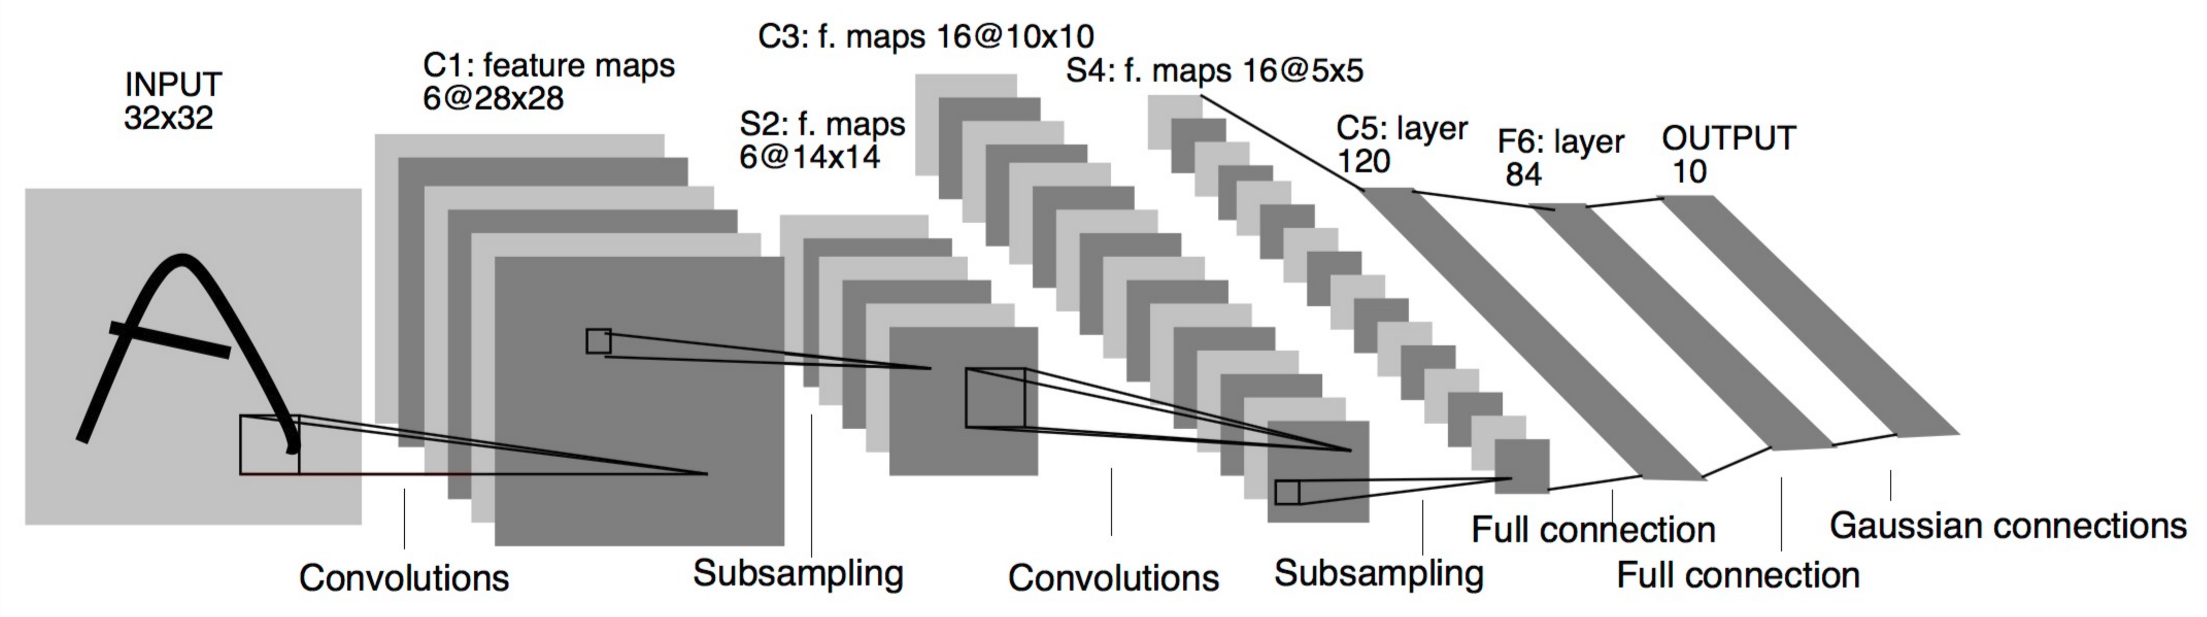 INPUT
32x32
C1: feature maps
6@28x28
S2: f. maps
6@14x14
C3: f. maps 16@10x10
S4: f. maps 16@5x5
C5: layer
120
F6: layer
84
OUTPUT
10
Convolutions
Subsampling
Convolutions
Subsampling
Full connection
Full connection
Gaussian connections